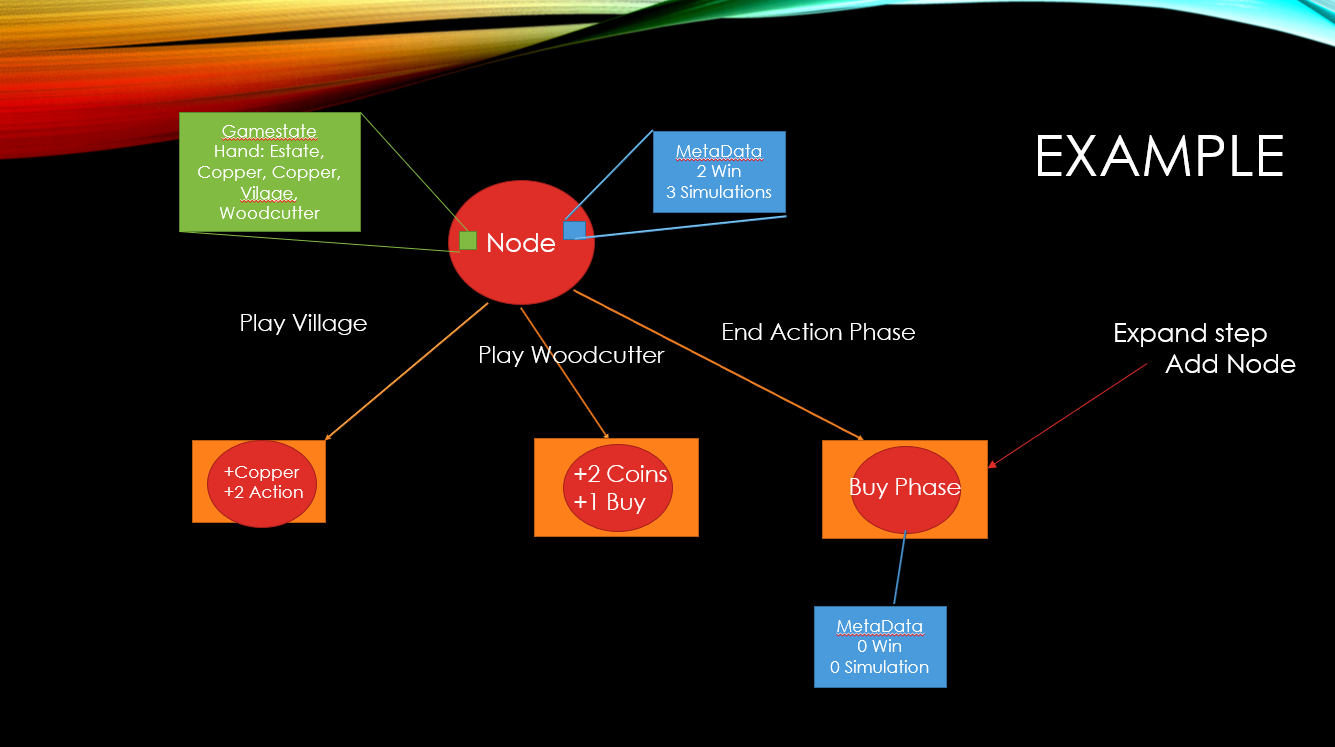 EXAMPLE
Gamestate
Hand: Estate,
Copper, Copper,
Vilage,
Woodcutter
MetaData
2 Win
3 Simulations
Node
Play Village
Play Woodcutter
End Action Phase
Expand step
Add Node
+Copper
+2 Action
+2 Coins
+1 Buy
Buy Phase
MetaData
0 Win
0 Simulation